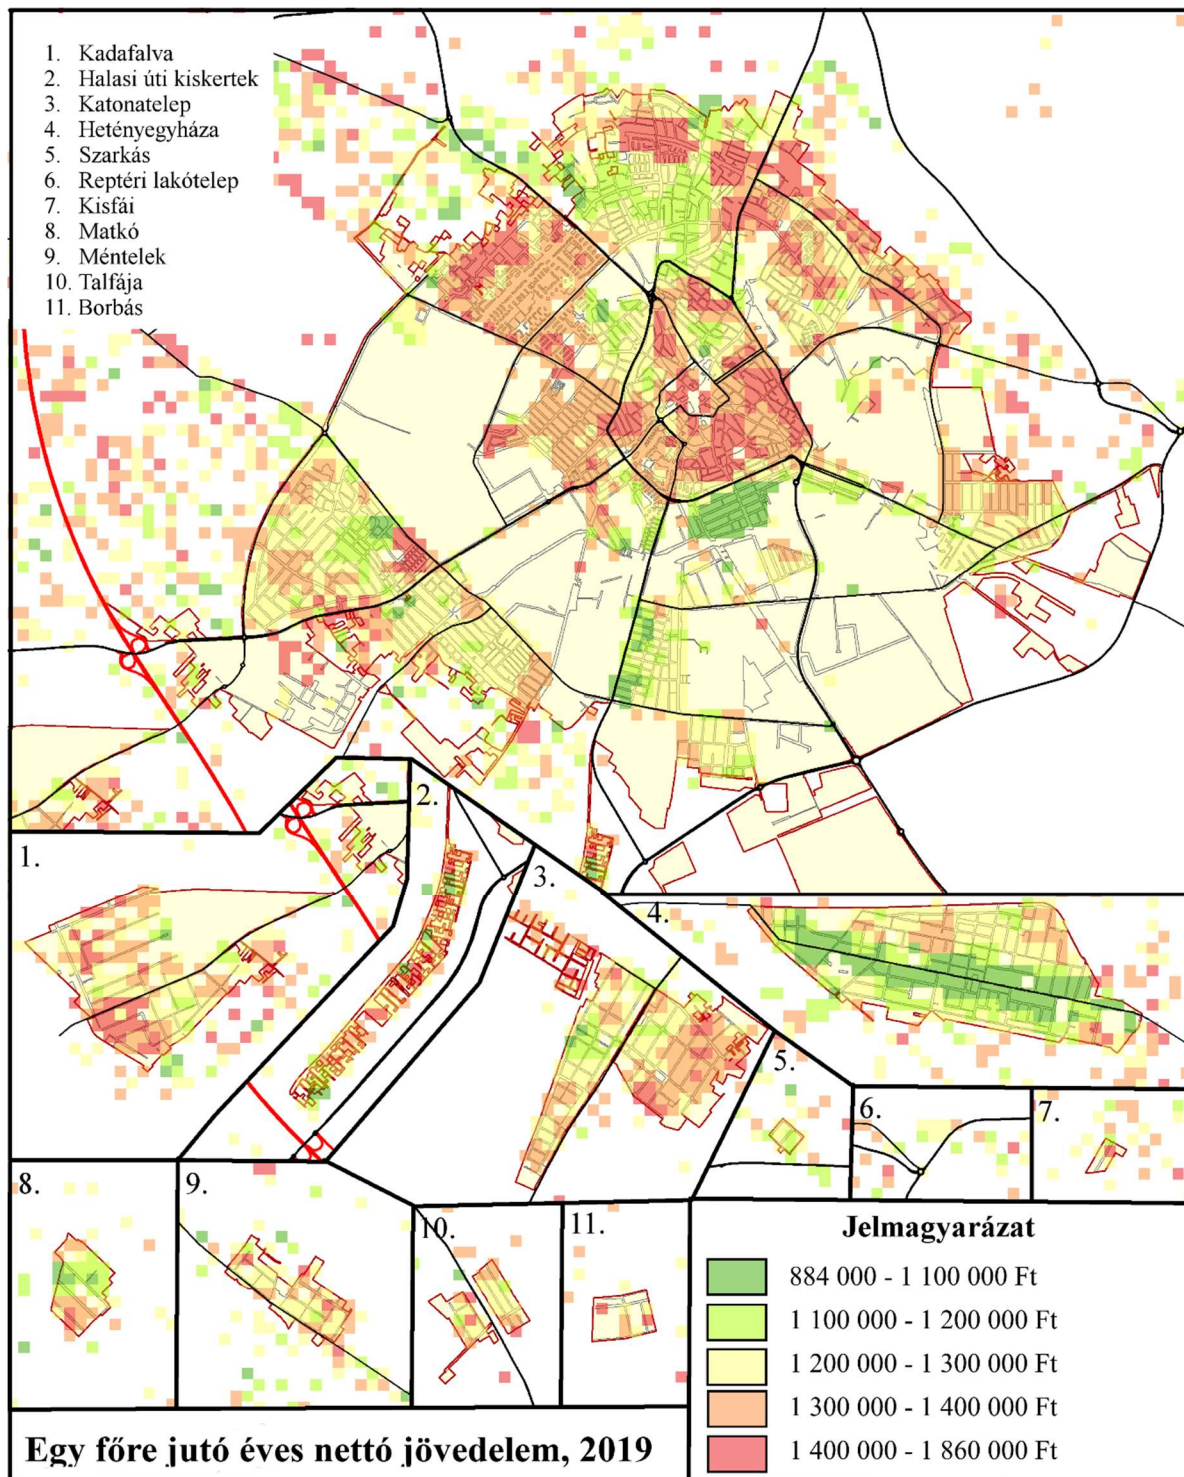 1. Kadafalva
2. Halasi úti kiskertek
3. Katonatelep
4. Hetényegyháza
5. Szarkás
6. Reptéri lakótelep
7. Kisfái
8. Matkó
9. Méntelek
10. Talfája
11. Borbás
1.
2.
3.
4.
5.
6.
7.
8.
9.
10.
11.
Jelmagyarázat
884 000 - 1 100 000 Ft
1 100 000 - 1 200 000 Ft
1 200 000 - 1 300 000 Ft
1 300 000 - 1 400 000 Ft
1 400 000 - 1 860 000 Ft
Egy főre jutó éves nettó jövedelem, 2019